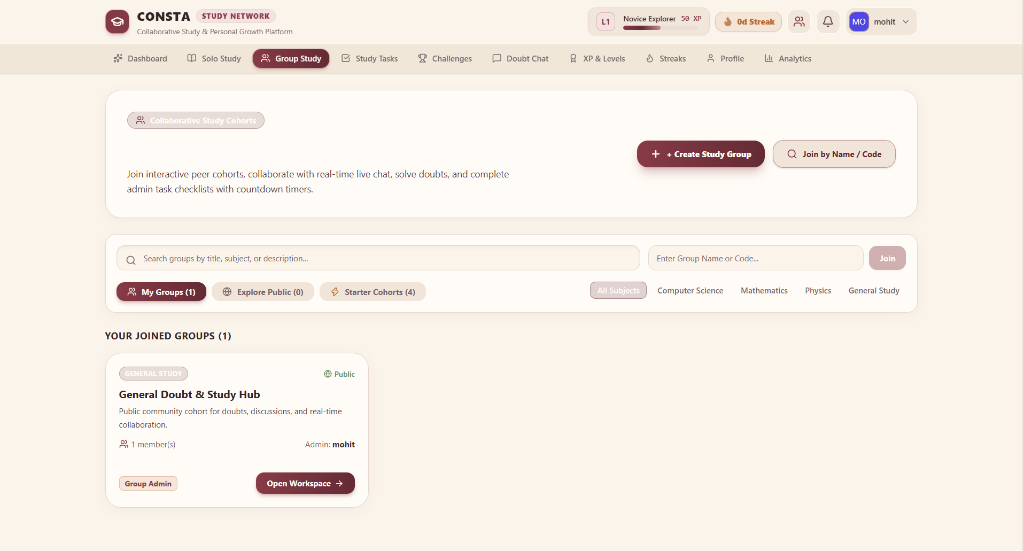 CONSTA STUDY NETWORK
Collaborative Study & Personal Growth Platform
L1 Novice Explorer 50 XP
0d Streak
MO mohit
Dashboard Solo Study Group Study Study Tasks Challenges Doubt Chat XP & Levels Streaks Profile Analytics
Collaborative Study Cohorts
+ Create Study Group
Join by Name / Code
Join interactive peer cohorts, collaborate with real-time live chat, solve doubts, and complete
admin task checklists with countdown timers.
Search groups by title, subject, or description...
Enter Group Name or Code...
Join
My Groups (1) Explore Public (0) Starter Cohorts (4)
All Subjects Computer Science Mathematics Physics General Study
YOUR JOINED GROUPS (1)
GENERAL STUDY
Public
General Doubt & Study Hub
Public community cohort for doubts, discussions, and real-time
collaboration.
1 member(s)
Admin: mohit
Group Admin
Open Workspace →